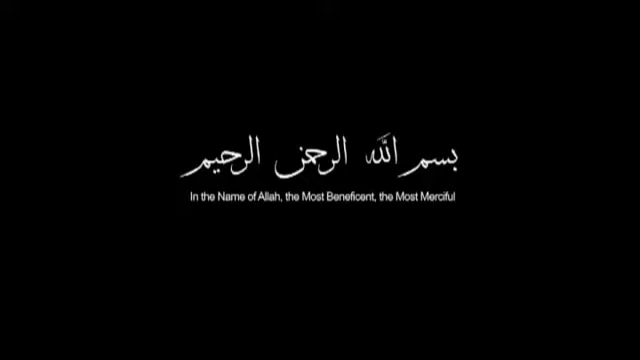 بسم الله الرحمن الرحيم
In the Name of Allah, the Most Beneficent, the Most Merciful